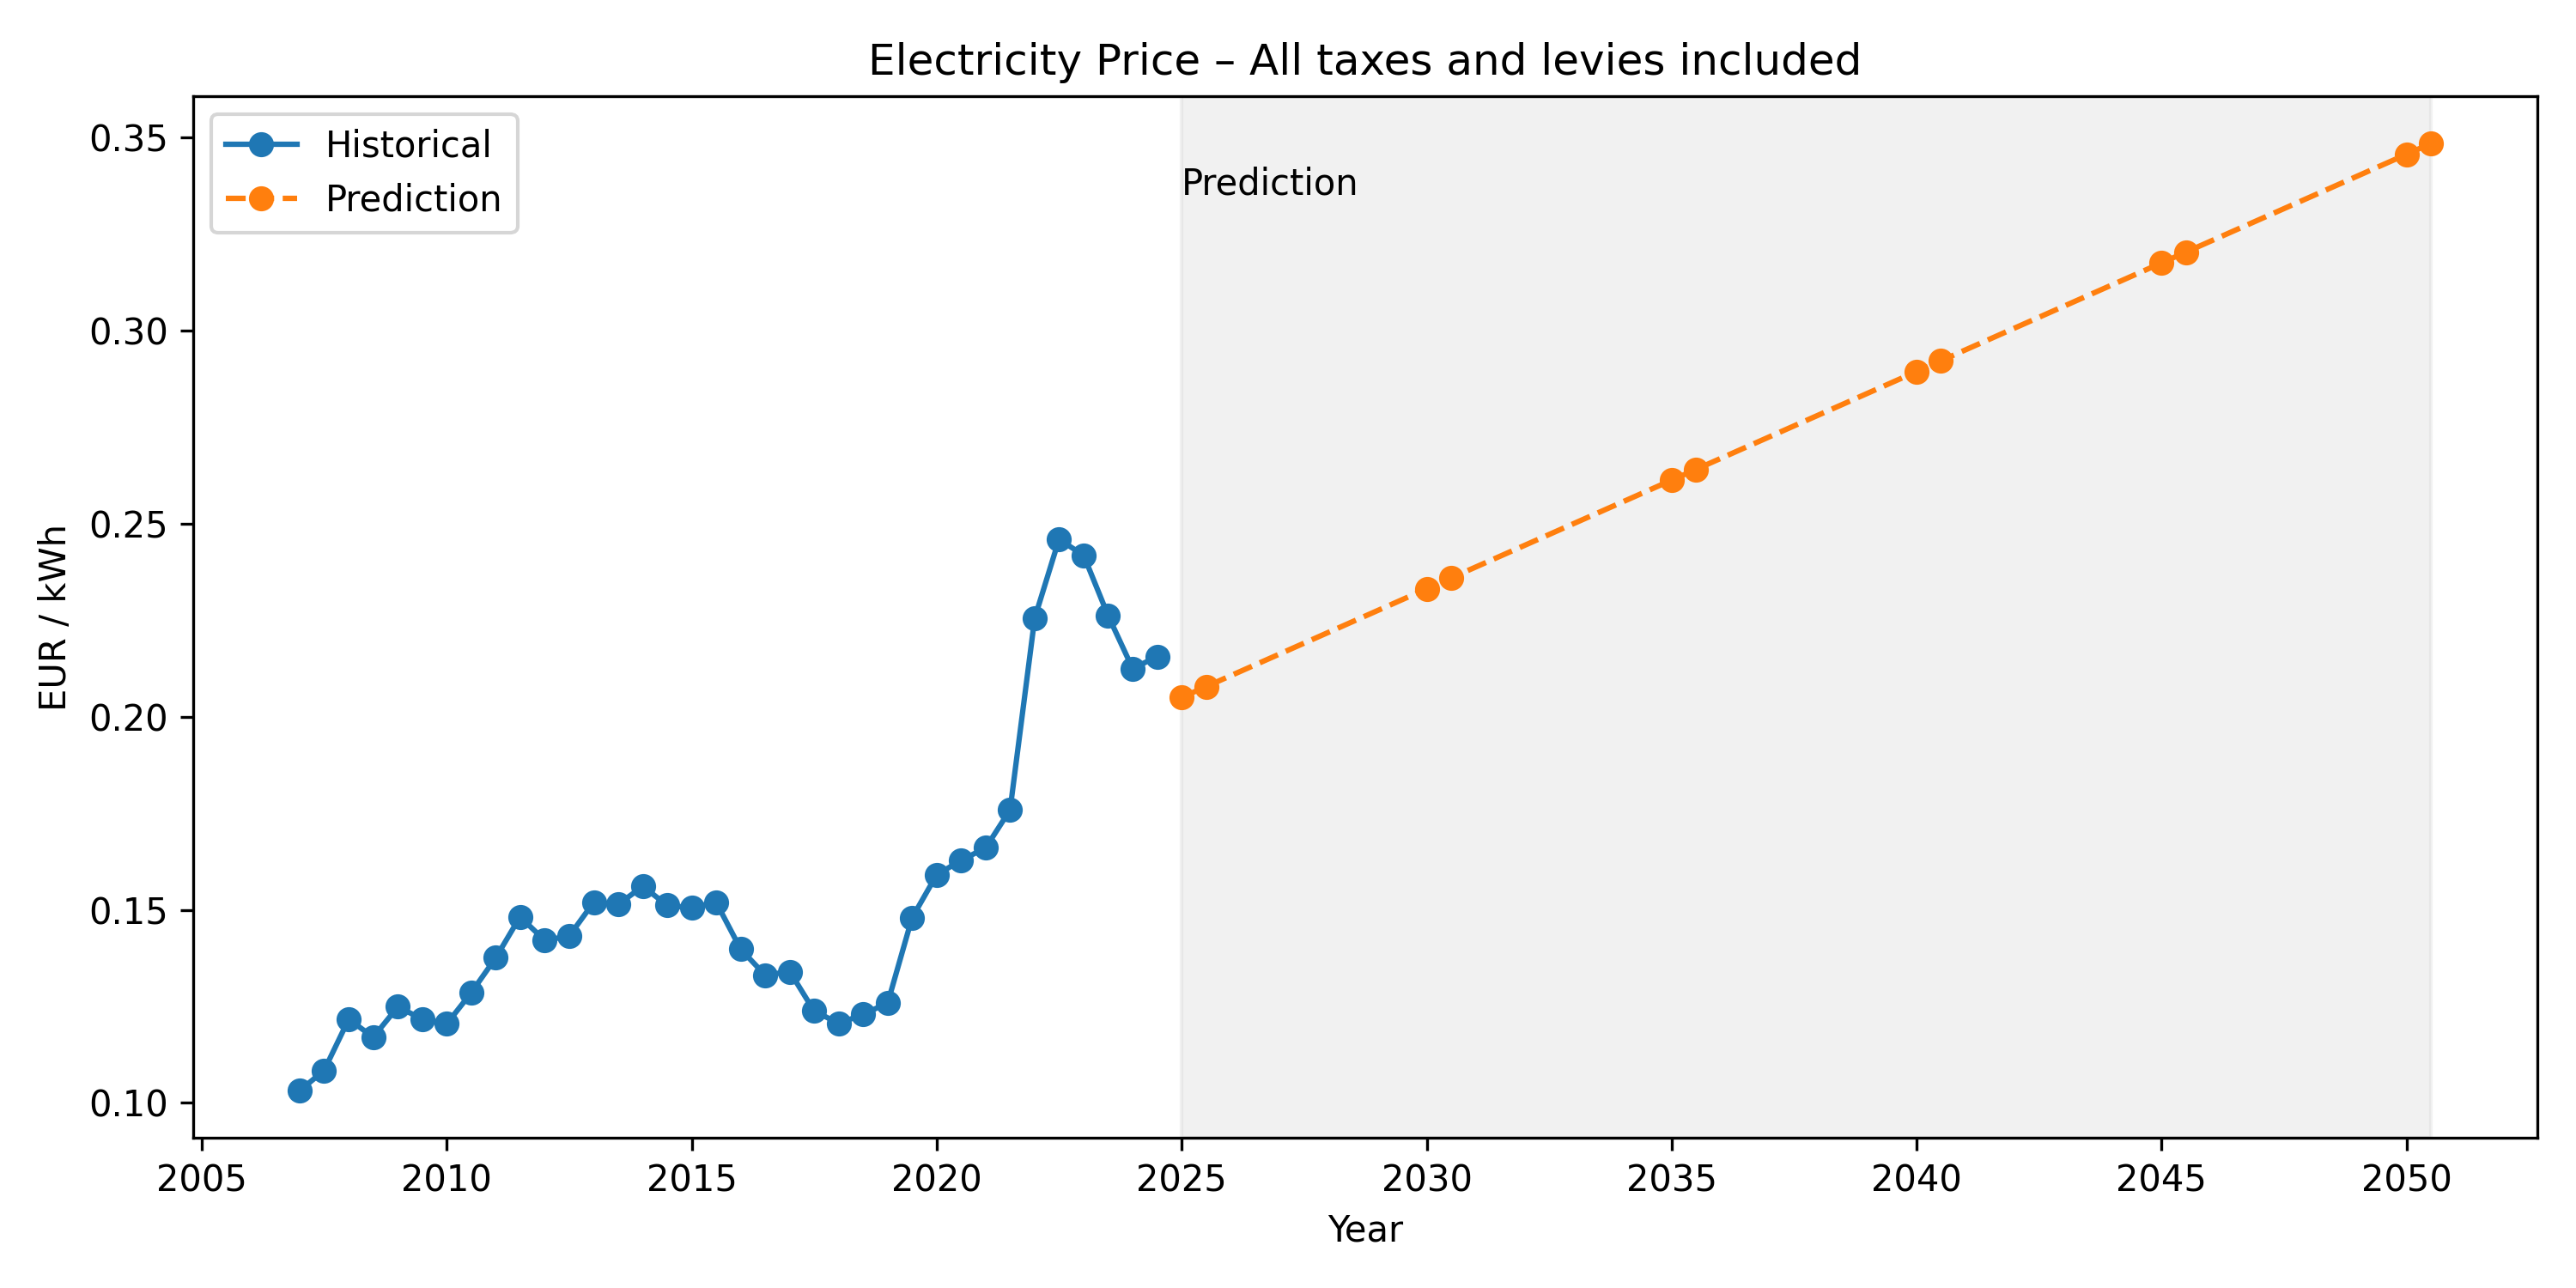 Electricity Price – All taxes and levies included
Historical
Prediction
Prediction
EUR / kWh
0.35
0.30
0.25
0.20
0.15
0.10
2005 2010 2015 2020 2025 2030 2035 2040 2045 2050
Year